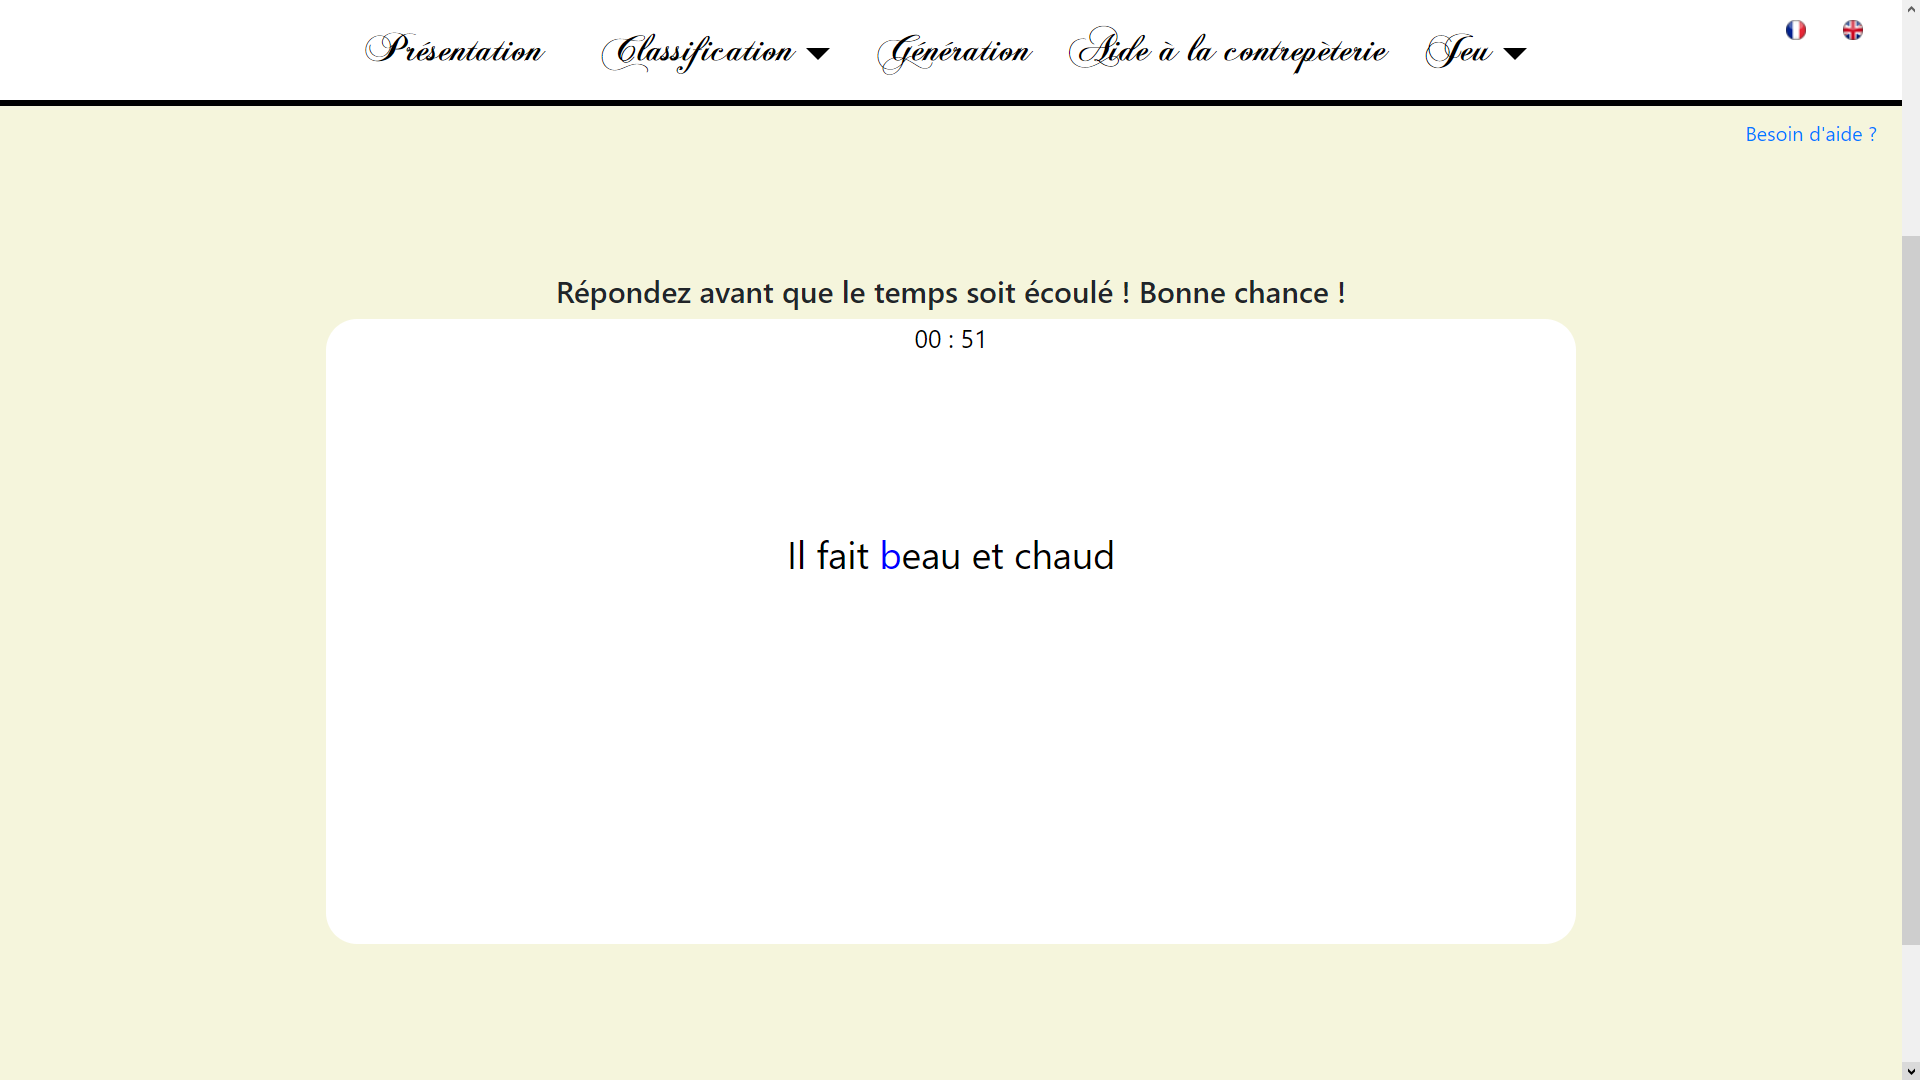 Présentation Classification Génération Aide à la contrepèterie Jeu
Besoin d'aide ?
Répondez avant que le temps soit écoulé ! Bonne chance !
00 : 51
Il fait beau et chaud